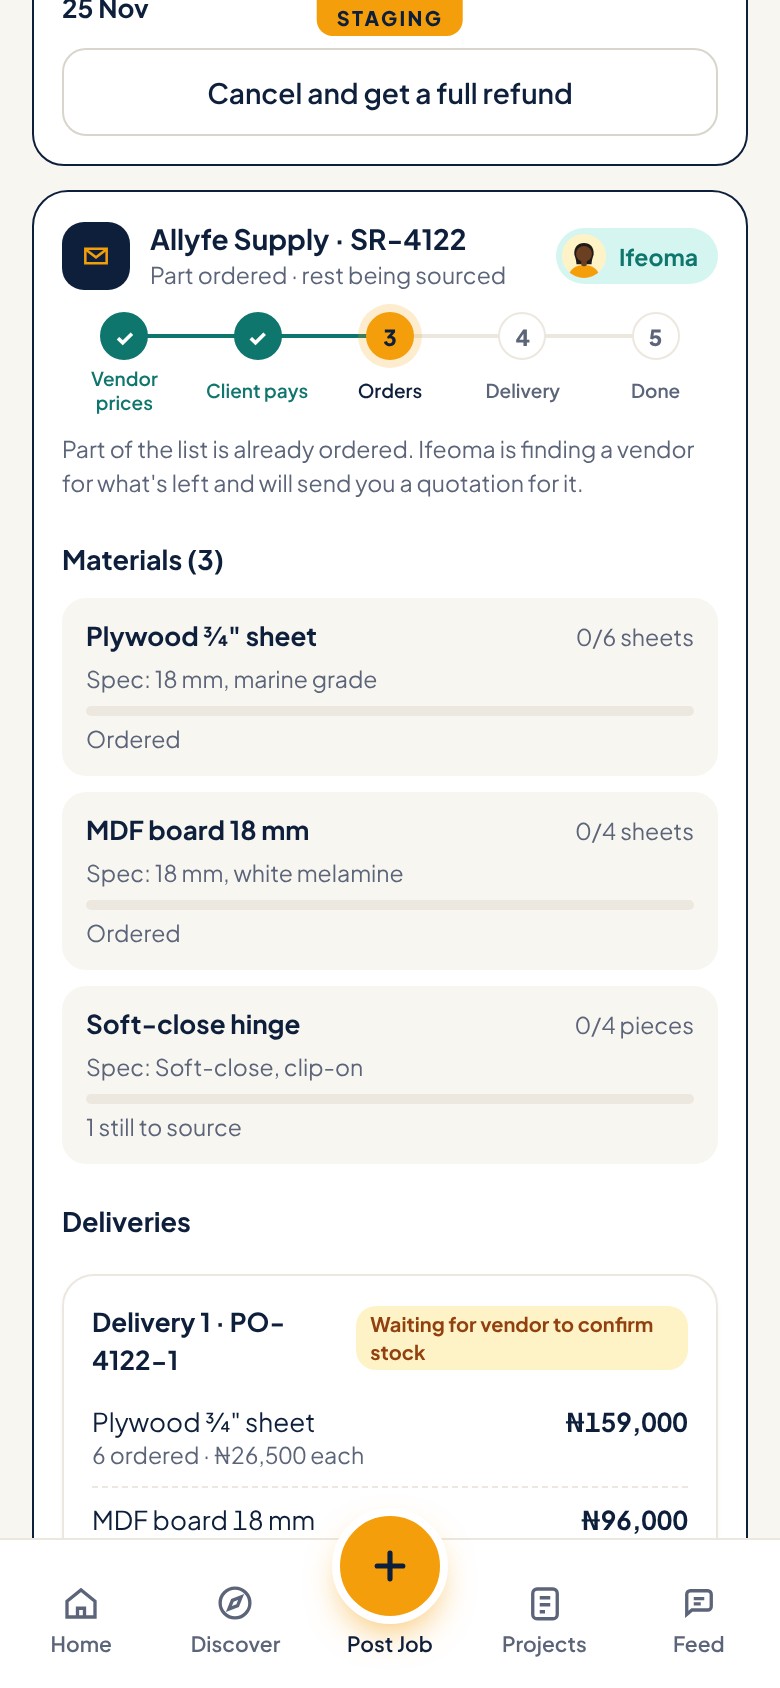 25 Nov
STAGING
Cancel and get a full refund
Allyfe Supply · SR-4122
Part ordered · rest being sourced
Ifeoma
3
4
5
Vendor
prices
Client pays
Orders
Delivery
Done
Part of the list is already ordered. Ifeoma is finding a vendor
for what's left and will send you a quotation for it.
Materials (3)
Plywood ¾" sheet
0/6 sheets
Spec: 18 mm, marine grade
Ordered
MDF board 18 mm
0/4 sheets
Spec: 18 mm, white melamine
Ordered
Soft-close hinge
0/4 pieces
Spec: Soft-close, clip-on
1 still to source
Deliveries
Delivery 1 · PO-
4122-1
Waiting for vendor to confirm
stock
Plywood ¾" sheet
₦159,000
6 ordered · ₦26,500 each
MDF board 18 mm
₦96,000
Home
Discover
Post Job
Projects
Feed